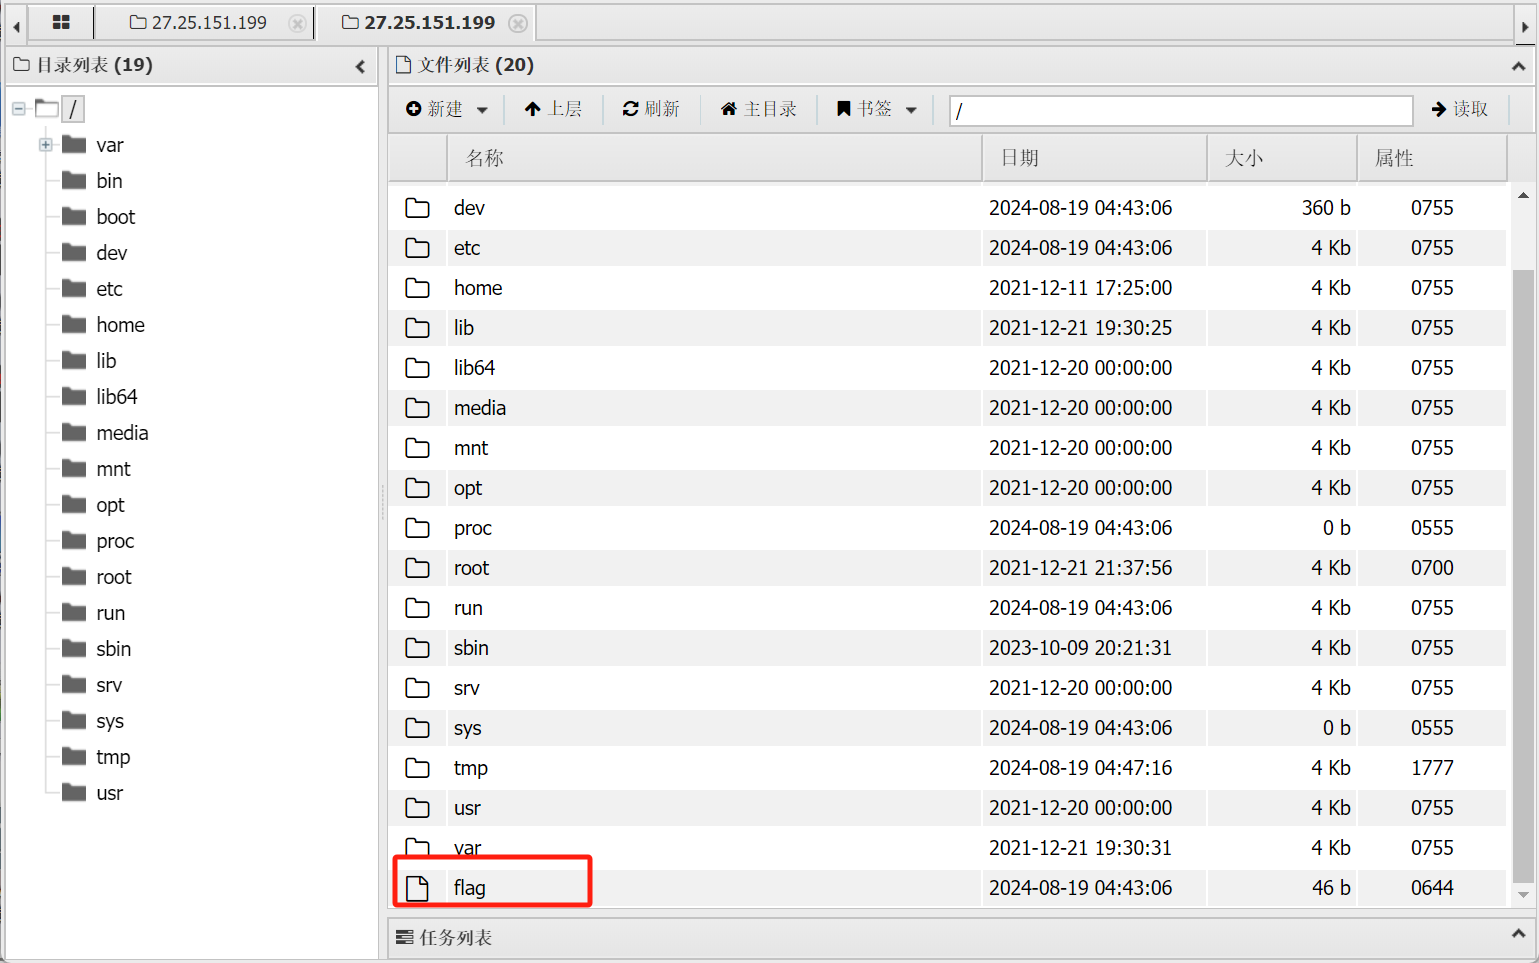 27.25.151.199 27.25.151.199
目录列表 (19)
/
var
bin
boot
dev
etc
home
lib
lib64
media
mnt
opt
proc
root
run
sbin
srv
sys
tmp
usr
文件列表 (20)
新建 上层 刷新 主目录 书签 / 读取
名称 日期 大小 属性
dev 2024-08-19 04:43:06 360 b 0755
etc 2024-08-19 04:43:06 4 Kb 0755
home 2021-12-11 17:25:00 4 Kb 0755
lib 2021-12-21 19:30:25 4 Kb 0755
lib64 2021-12-20 00:00:00 4 Kb 0755
media 2021-12-20 00:00:00 4 Kb 0755
mnt 2021-12-20 00:00:00 4 Kb 0755
opt 2021-12-20 00:00:00 4 Kb 0755
proc 2024-08-19 04:43:06 0 b 0555
root 2021-12-21 21:37:56 4 Kb 0700
run 2024-08-19 04:43:06 4 Kb 0755
sbin 2023-10-09 20:21:31 4 Kb 0755
srv 2021-12-20 00:00:00 4 Kb 0755
sys 2024-08-19 04:43:06 0 b 0555
tmp 2024-08-19 04:47:16 4 Kb 1777
usr 2021-12-20 00:00:00 4 Kb 0755
var 2021-12-21 19:30:31 4 Kb 0755
flag 2024-08-19 04:43:06 46 b 0644
任务列表